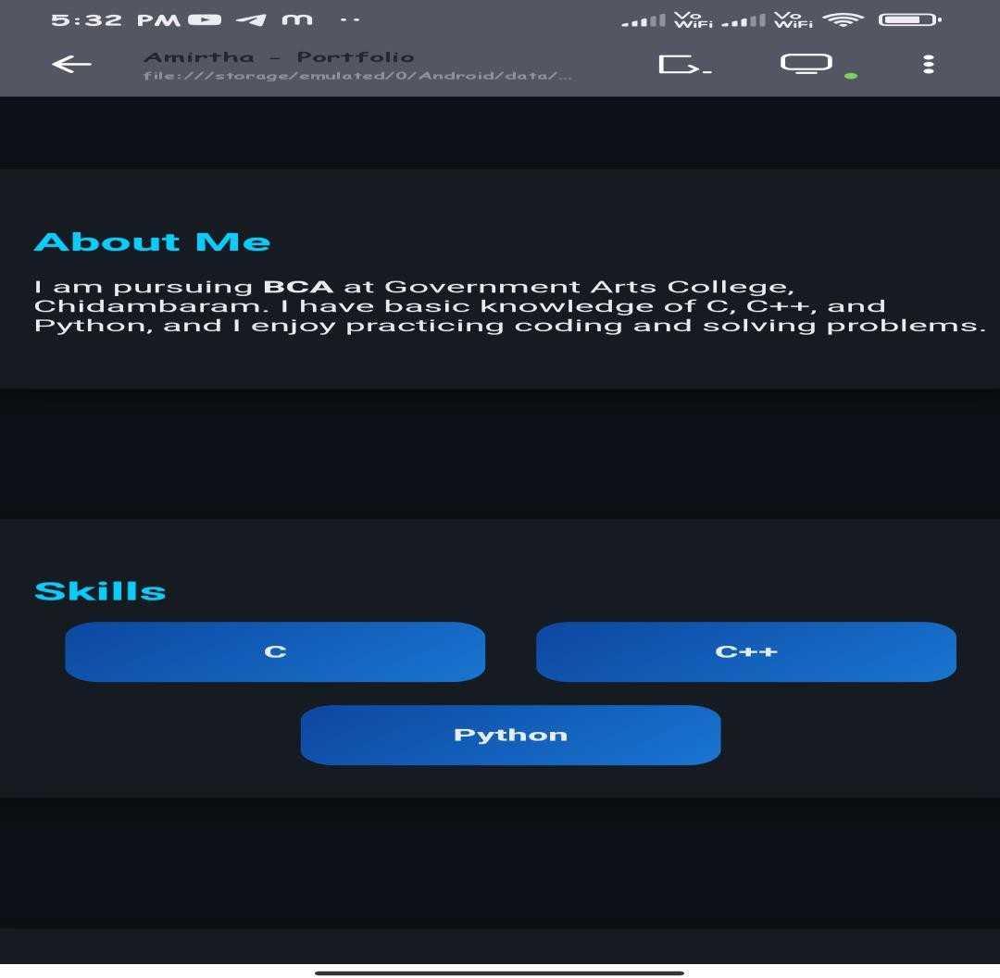 5:32 PM
Vo WiFi Vo WiFi
Amirtha - Portfolio
file:///storage/emulated/0/Android/data/...
About Me
I am pursuing BCA at Government Arts College,
Chidambaram. I have basic knowledge of C, C++, and
Python, and I enjoy practicing coding and solving problems.
Skills
C C++
Python